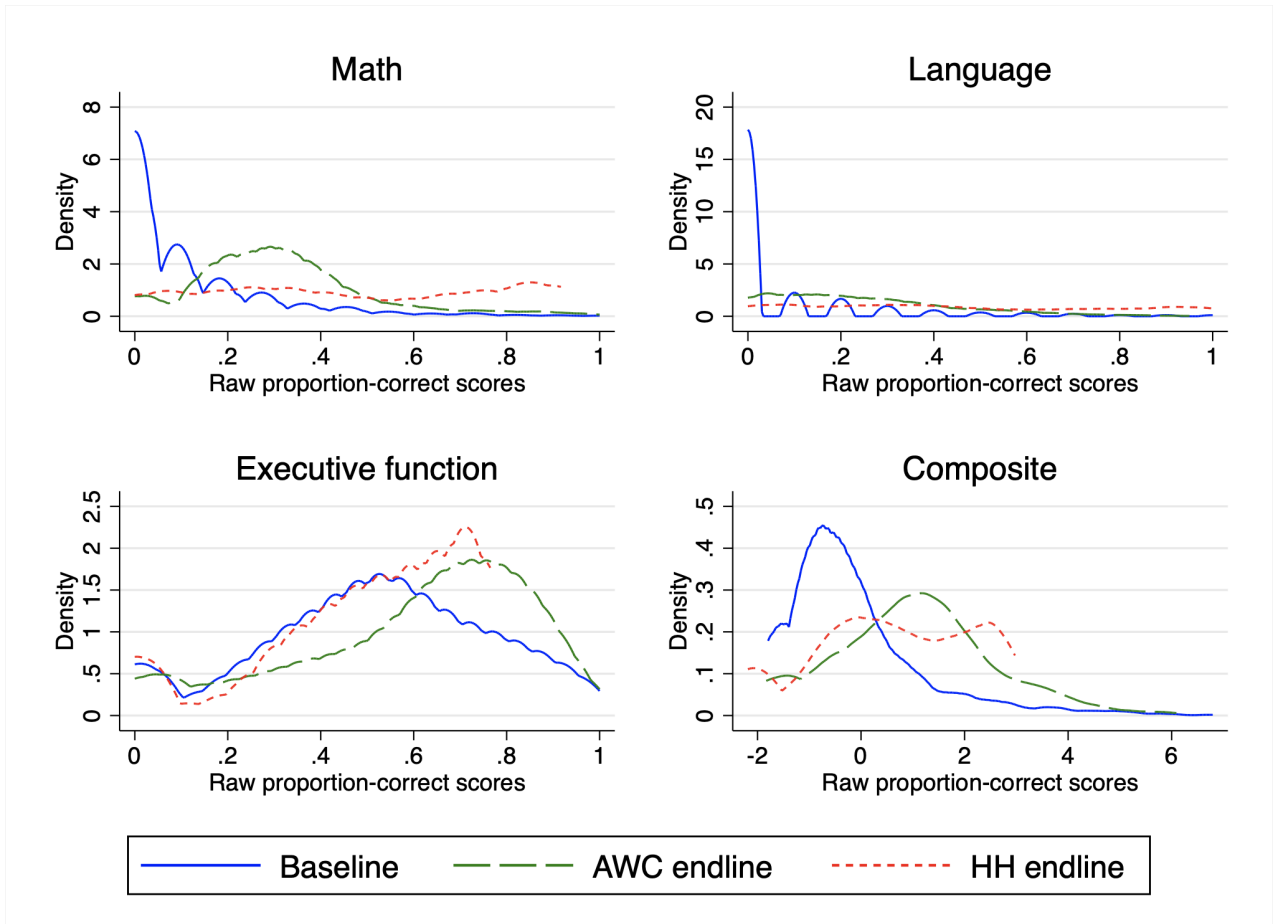 Math
Density
8
6
4
2
0
0 .2 .4 .6 .8 1
Raw proportion-correct scores
Language
Density
20
15
10
5
0
0 .2 .4 .6 .8 1
Raw proportion-correct scores
Executive function
Density
2.5
2
1.5
1
.5
0
0 .2 .4 .6 .8 1
Raw proportion-correct scores
Composite
Density
.5
.4
.3
.2
.1
0
-2 0 2 4 6
Raw proportion-correct scores
Baseline AWC endline HH endline